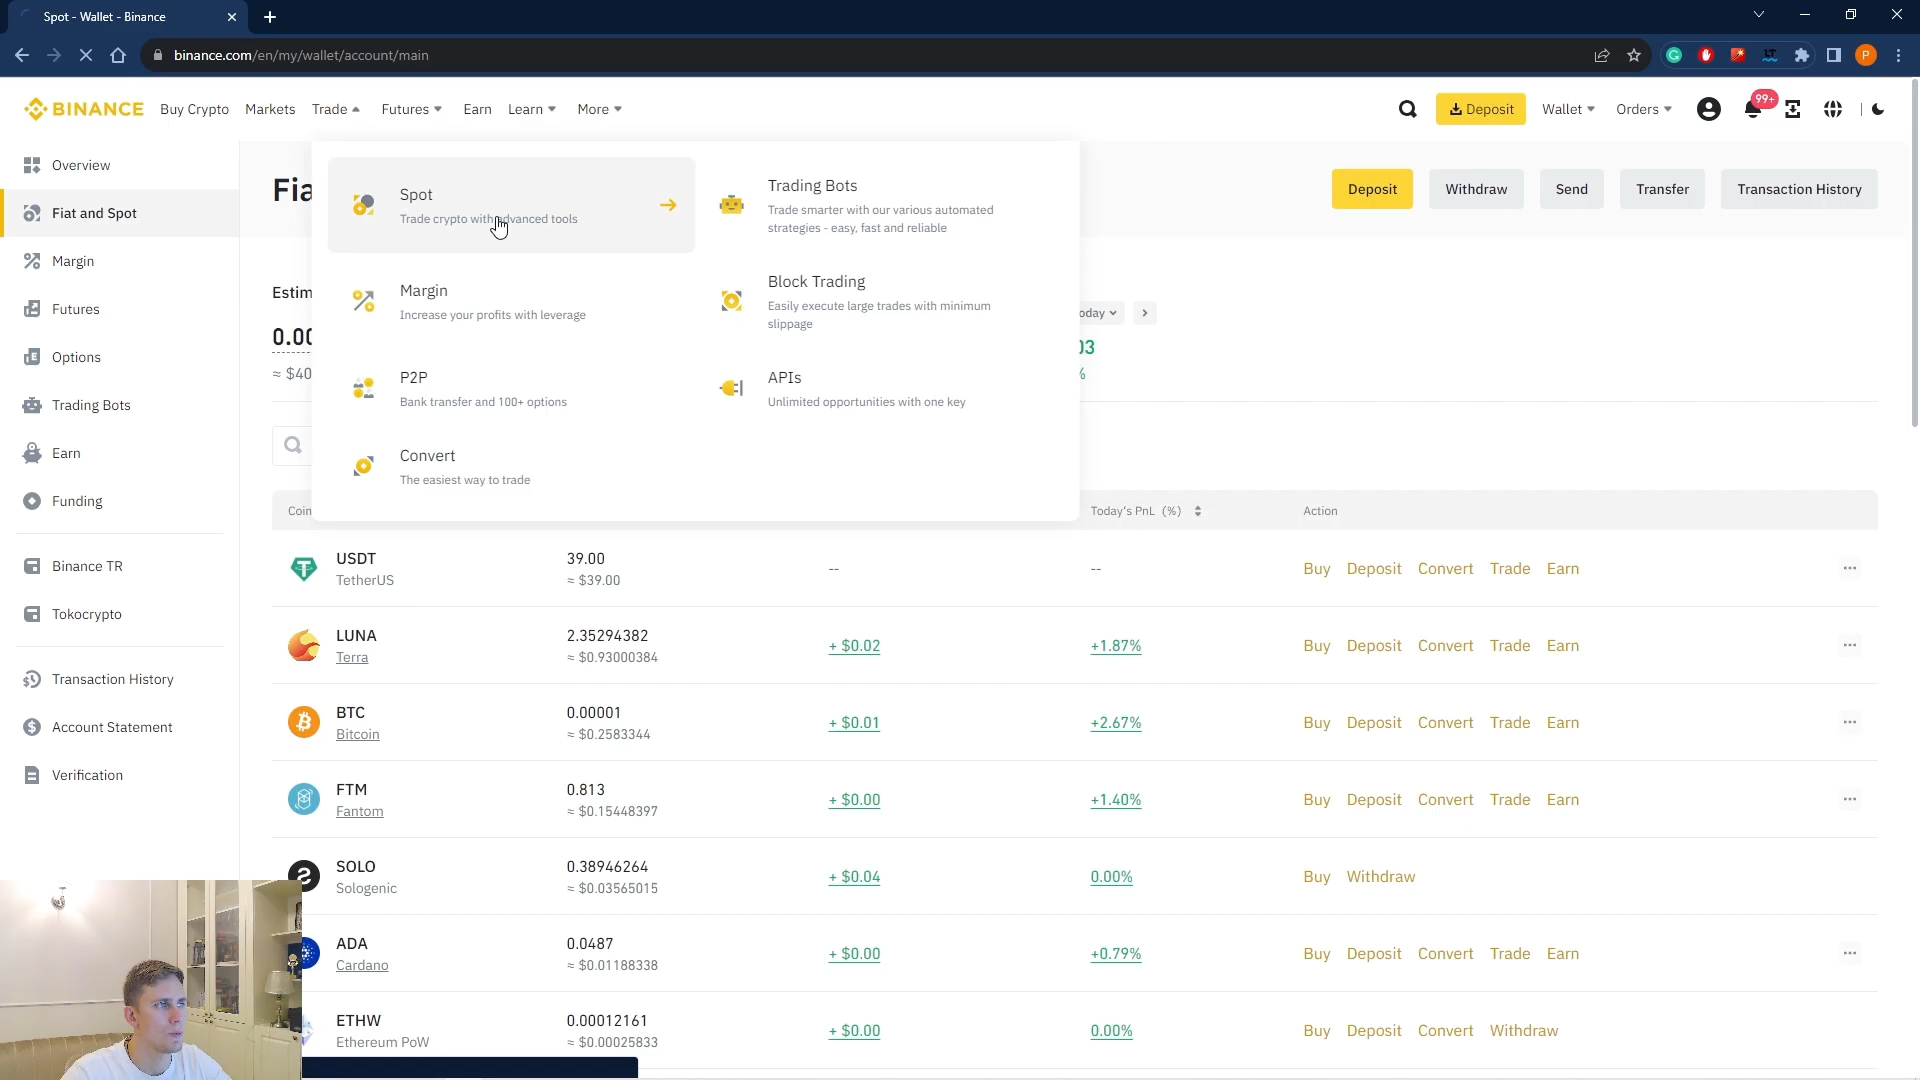 Spot - Wallet - Binance
binance.com/en/my/wallet/account/main
BINANCE Buy Crypto Markets Trade Futures Earn Learn More Deposit Wallet Orders 99+
Overview
Fiat and Spot
Margin
Futures
Options
Trading Bots
Earn
Funding
Binance TR
Tokocrypto
Transaction History
Account Statement
Verification
Fia
Deposit Withdraw Send Transfer Transaction History
Spot
Trade crypto with advanced tools
Margin
Increase your profits with leverage
P2P
Bank transfer and 100+ options
Convert
The easiest way to trade
Trading Bots
Trade smarter with our various automated
strategies - easy, fast and reliable
Block Trading
Easily execute large trades with minimum
slippage
APIs
Unlimited opportunities with one key
Estim
0.00
≈ $40
oday
03
%
Coin Today's PnL (%) Action
USDT 39.00 -- -- Buy Deposit Convert Trade Earn
TetherUS ≈ $39.00
LUNA 2.35294382 + $0.02 +1.87% Buy Deposit Convert Trade Earn
Terra ≈ $0.93000384
BTC 0.00001 + $0.01 +2.67% Buy Deposit Convert Trade Earn
Bitcoin ≈ $0.2583344
FTM 0.813 + $0.00 +1.40% Buy Deposit Convert Trade Earn
Fantom ≈ $0.15448397
SOLO 0.38946264 + $0.04 0.00% Buy Withdraw
Sologenic ≈ $0.03565015
ADA 0.0487 + $0.00 +0.79% Buy Deposit Convert Trade Earn
Cardano ≈ $0.01188338
ETHW 0.00012161 + $0.00 0.00% Buy Deposit Convert Withdraw
Ethereum PoW ≈ $0.00025833